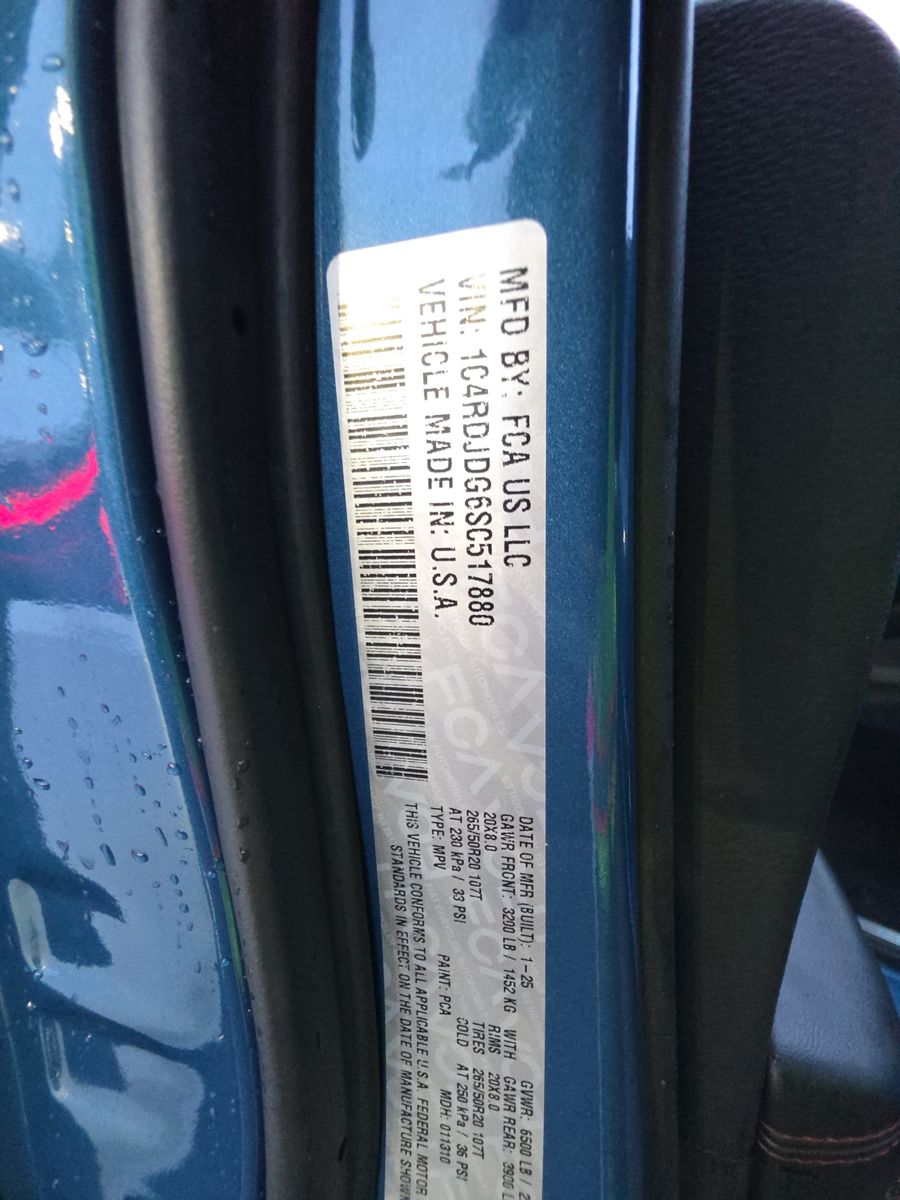 MFD BY: FCA US LLC
VIN: 1C4RDJDG6SC517880
VEHICLE MADE IN: U.S.A.
DATE OF MFR (BUILT): 1-25 GVWR: 6500 LB / 2
GAWR FRONT: 3200 LB / 1452 KG WITH GAWR REAR: 3900 L
20X8.0 RIMS 20X8.0
265/50R20 107T TIRES 265/50R20 107T
AT 230 kPa / 33 PSI COLD AT 250 kPa / 36 PSI
TYPE: MPV PAINT: PCA MDH: 011310
THIS VEHICLE CONFORMS TO ALL APPLICABLE U.S.A. FEDERAL MOTOR
STANDARDS IN EFFECT ON THE DATE OF MANUFACTURE SHOWN